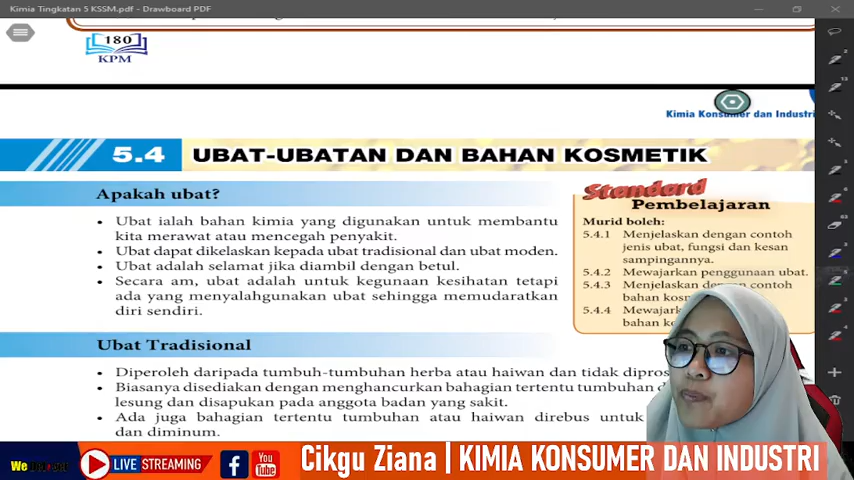 Kimia Tingkatan 5 KSSM.pdf - Drawboard PDF
180
KPM
Kimia Konsumer dan Industri
5.4 UBAT-UBATAN DAN BAHAN KOSMETIK
Apakah ubat?
• Ubat ialah bahan kimia yang digunakan untuk membantu
kita merawat atau mencegah penyakit.
• Ubat dapat dikelaskan kepada ubat tradisional dan ubat moden.
• Ubat adalah selamat jika diambil dengan betul.
• Secara am, ubat adalah untuk kegunaan kesihatan tetapi
ada yang menyalahgunakan ubat sehingga memudaratkan
diri sendiri.
Standard
Pembelajaran
Murid boleh:
5.4.1 Menjelaskan dengan contoh
jenis ubat, fungsi dan kesan
sampingannya.
5.4.2 Mewajarkan penggunaan ubat.
5.4.3 Menjelaskan dengan contoh
bahan
5.4.4
bahan
Ubat Tradisional
• Diperoleh daripada tumbuh-tumbuhan herba atau haiwan dan tidak
• Biasanya disediakan dengan menghancurkan bahagian tertentu tumbuhan
lesung dan disapukan pada anggota badan yang sakit.
• Ada juga bahagian tertentu tumbuhan atau haiwan direbus untuk
dan diminum.
LIVE STREAMING
You
Tube
Cikgu Ziana | KIMIA KONSUMER DAN INDUSTRI